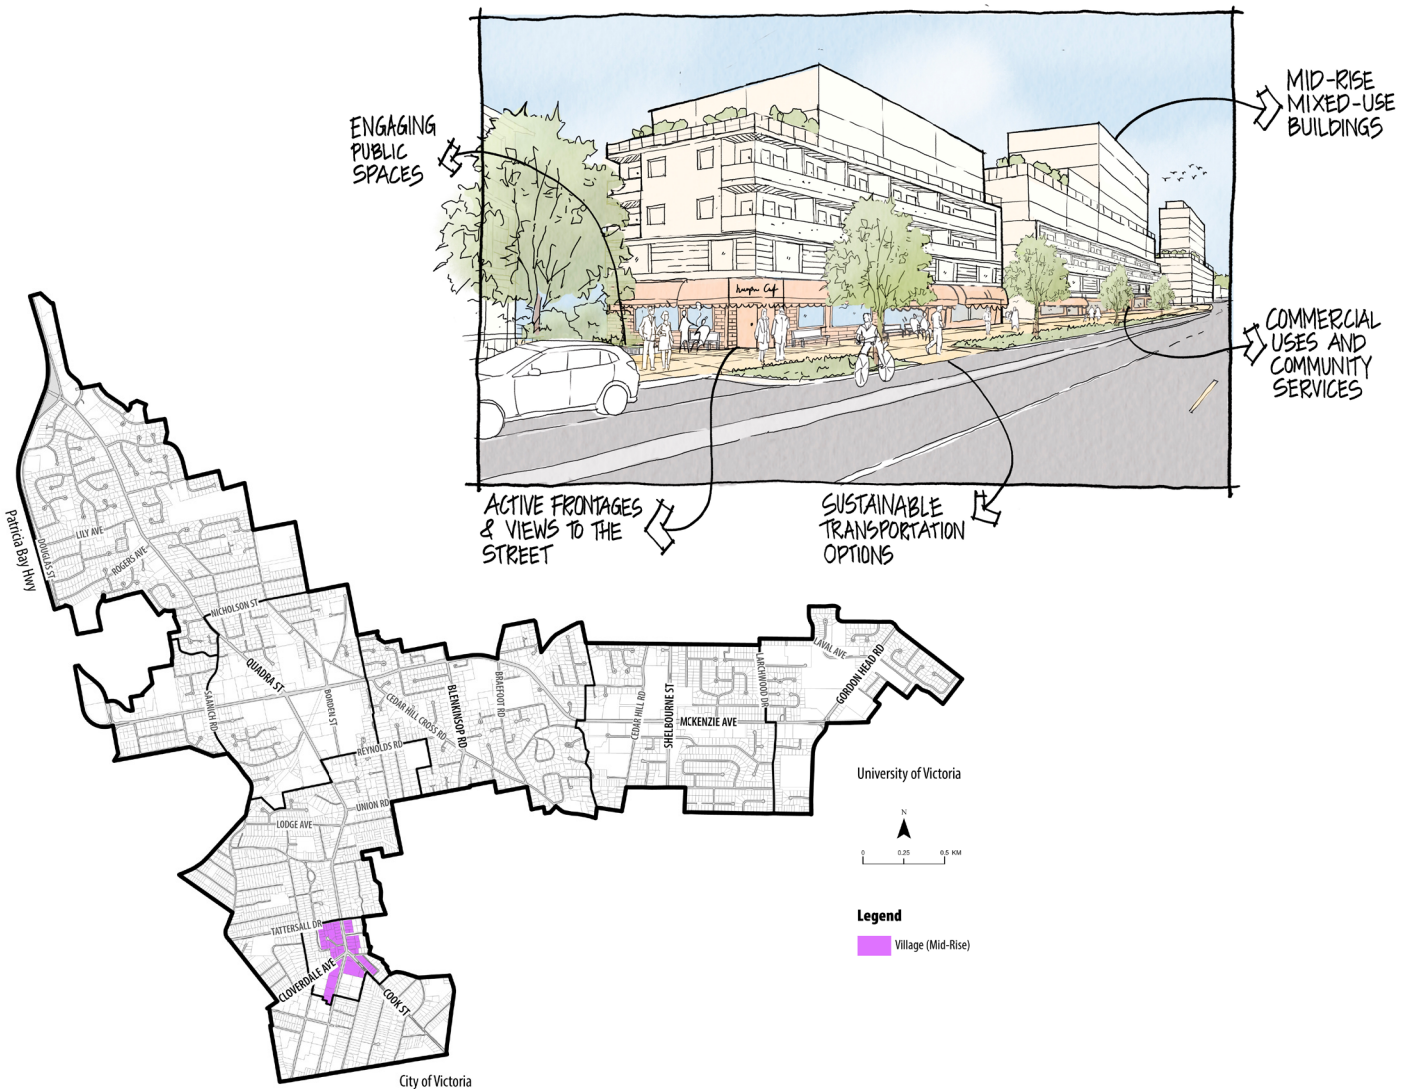 ENGAGING
PUBLIC
SPACES
MID-RISE
MIXED-USE
BUILDINGS
COMMERCIAL
USES AND
COMMUNITY
SERVICES
ACTIVE FRONTAGES
& VIEWS TO THE
STREET
SUSTAINABLE
TRANSPORTATION
OPTIONS
Patricia Bay Hwy
DOUGLAS ST
LILY AVE
ROGERS AVE
NICHOLSON ST
QUADRA ST
SAANICH RD
BORDEN ST
CEDAR HILL CROSS RD
BLENKINSOP RD
BRAEFOOT RD
REYNOLDS RD
CEDAR HILL RD
SHELBOURNE ST
MCKENZIE AVE
LARCHWOOD DR
LAVAL AVE
GORDON HEAD RD
UNION RD
LODGE AVE
TATTERSALL DR
CLOVERDALE AVE
COOK ST
City of Victoria
University of Victoria
N
0 0.25 0.5 KM
Legend
Village (Mid-Rise)